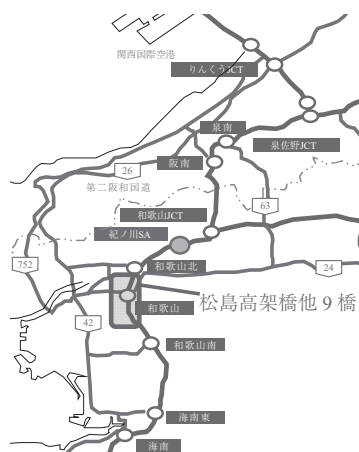 関西国際空港
りんくうJCT
泉南
泉佐野JCT
阪南
26
第二阪和国道
63
和歌山JCT
紀ノ川SA
752
和歌山北
24
和歌山
松島高架橋他9橋
42
和歌山南
海南東
海南